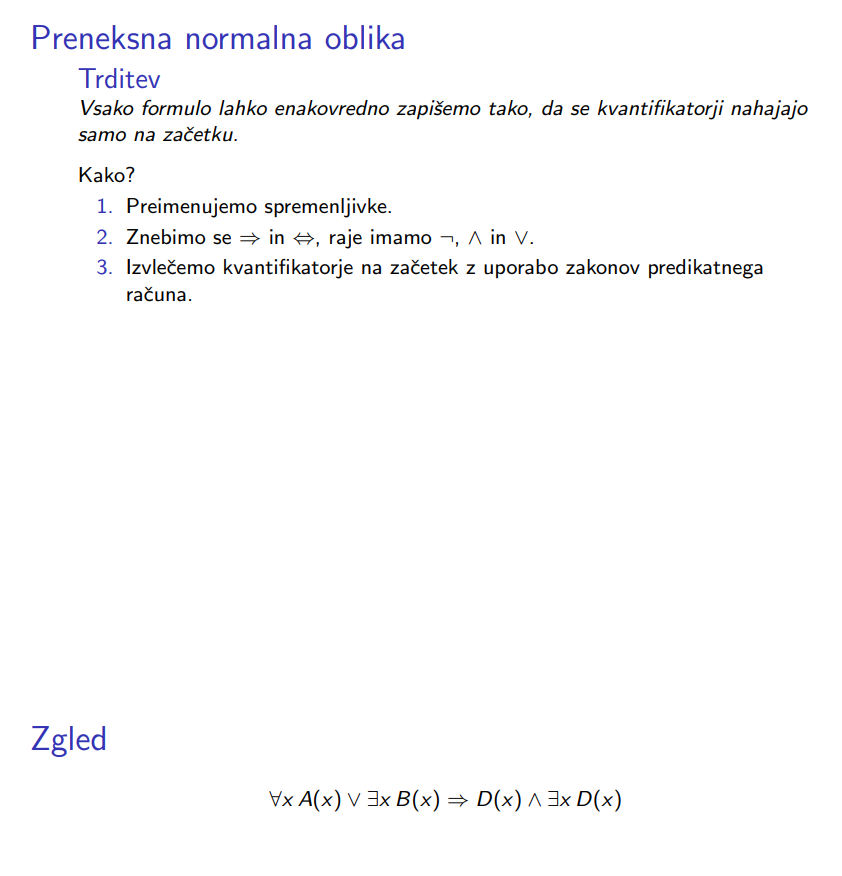 Preneksna normalna oblika
Trditev
Vsako formulo lahko enakovredno zapišemo tako, da se kvantifikatorji nahajajo
samo na začetku.
Kako?
1. Preimenujemo spremenljivke.
2. Znebimo se ⇒ in ⇔, raje imamo ¬, ∧ in ∨.
3. Izvlečemo kvantifikatorje na začetek z uporabo zakonov predikatnega
računa.
Zgled
∀x A(x) ∨ ∃x B(x) ⇒ D(x) ∧ ∃x D(x)